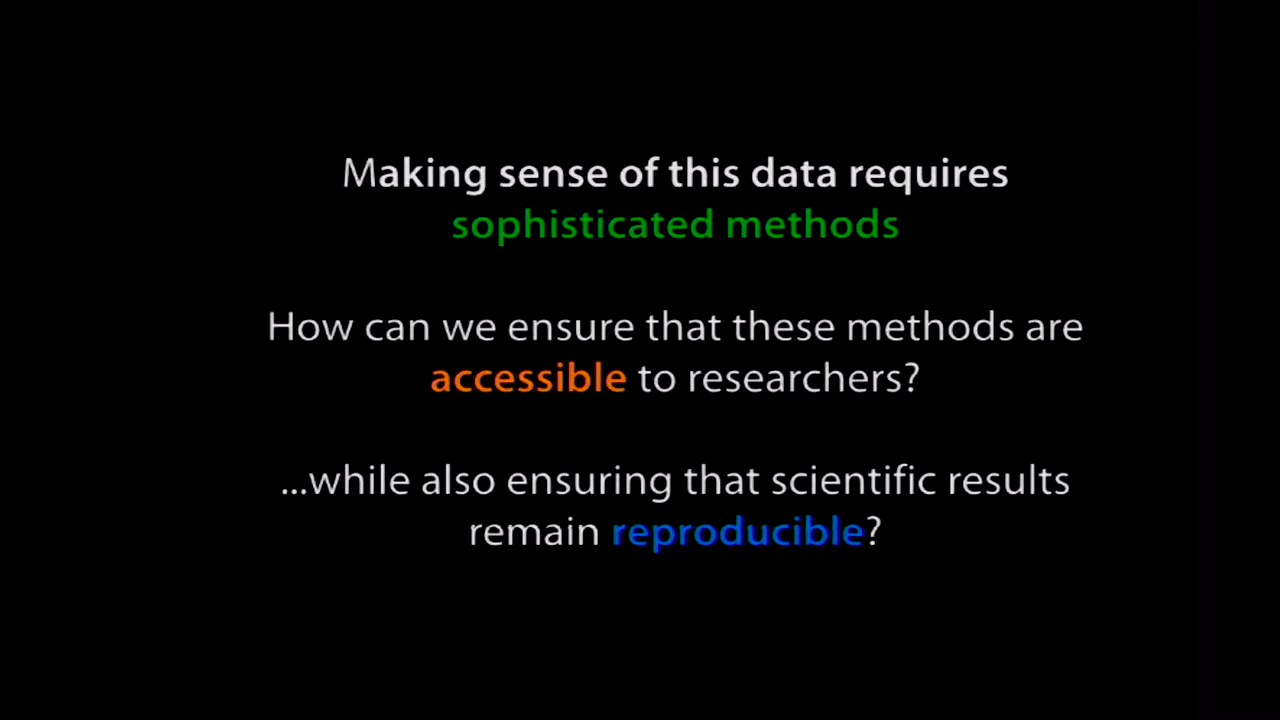 Making sense of this data requires
sophisticated methods
How can we ensure that these methods are
accessible to researchers?
...while also ensuring that scientific results
remain reproducible?